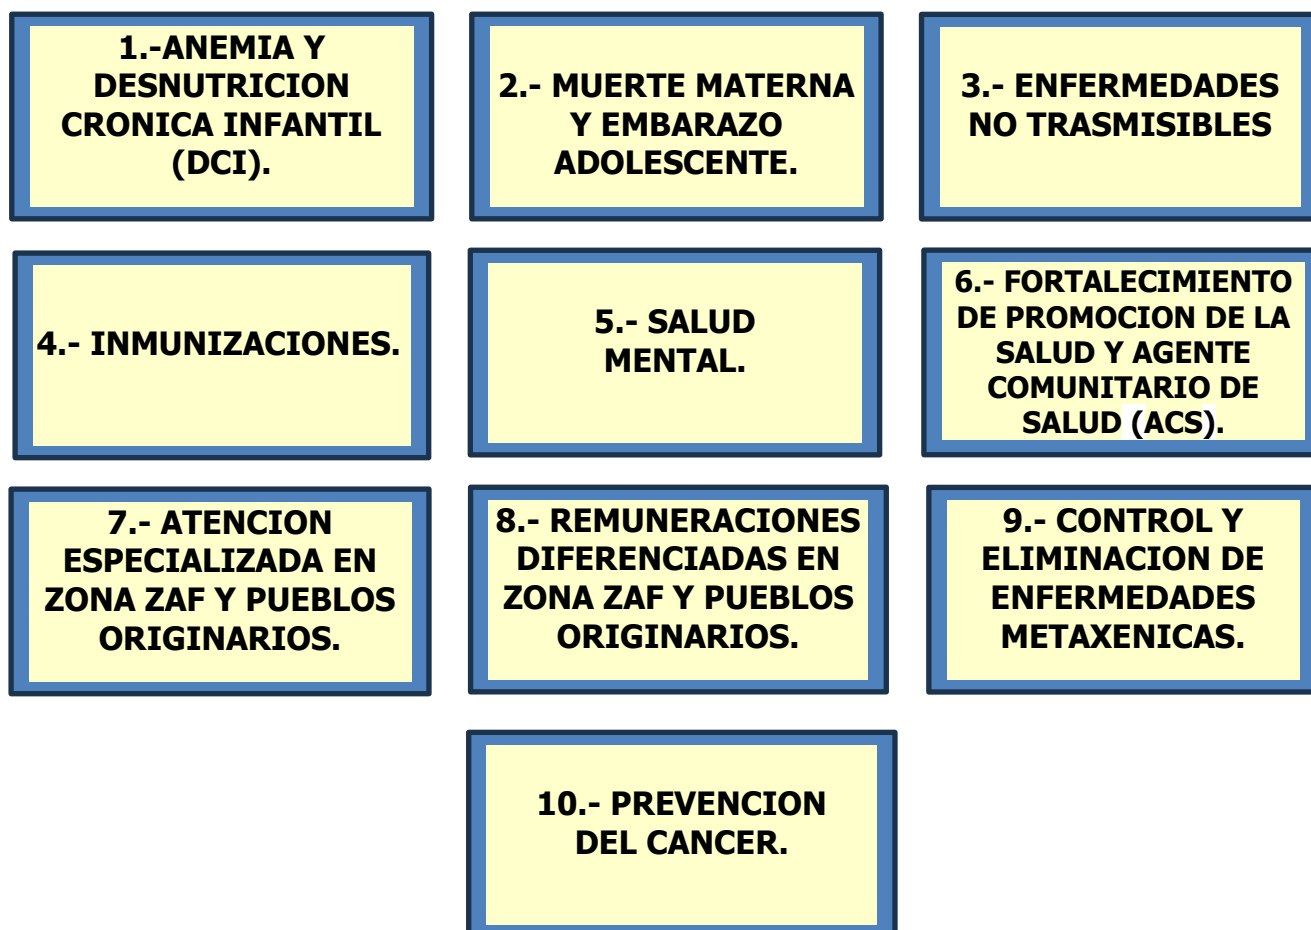 1.-ANEMIA Y
DESNUTRICION
CRONICA INFANTIL
(DCI).
2.- MUERTE MATERNA
Y EMBARAZO
ADOLESCENTE.
3.- ENFERMEDADES
NO TRASMISIBLES
4.- INMUNIZACIONES.
5.- SALUD
MENTAL.
6.- FORTALECIMIENTO
DE PROMOCION DE LA
SALUD Y AGENTE
COMUNITARIO DE
SALUD (ACS).
7.- ATENCION
ESPECIALIZADA EN
ZONA ZAF Y PUEBLOS
ORIGINARIOS.
8.- REMUNERACIONES
DIFERENCIADAS EN
ZONA ZAF Y PUEBLOS
ORIGINARIOS.
9.- CONTROL Y
ELIMINACION DE
ENFERMEDADES
METAXENICAS.
10.- PREVENCION
DEL CANCER.